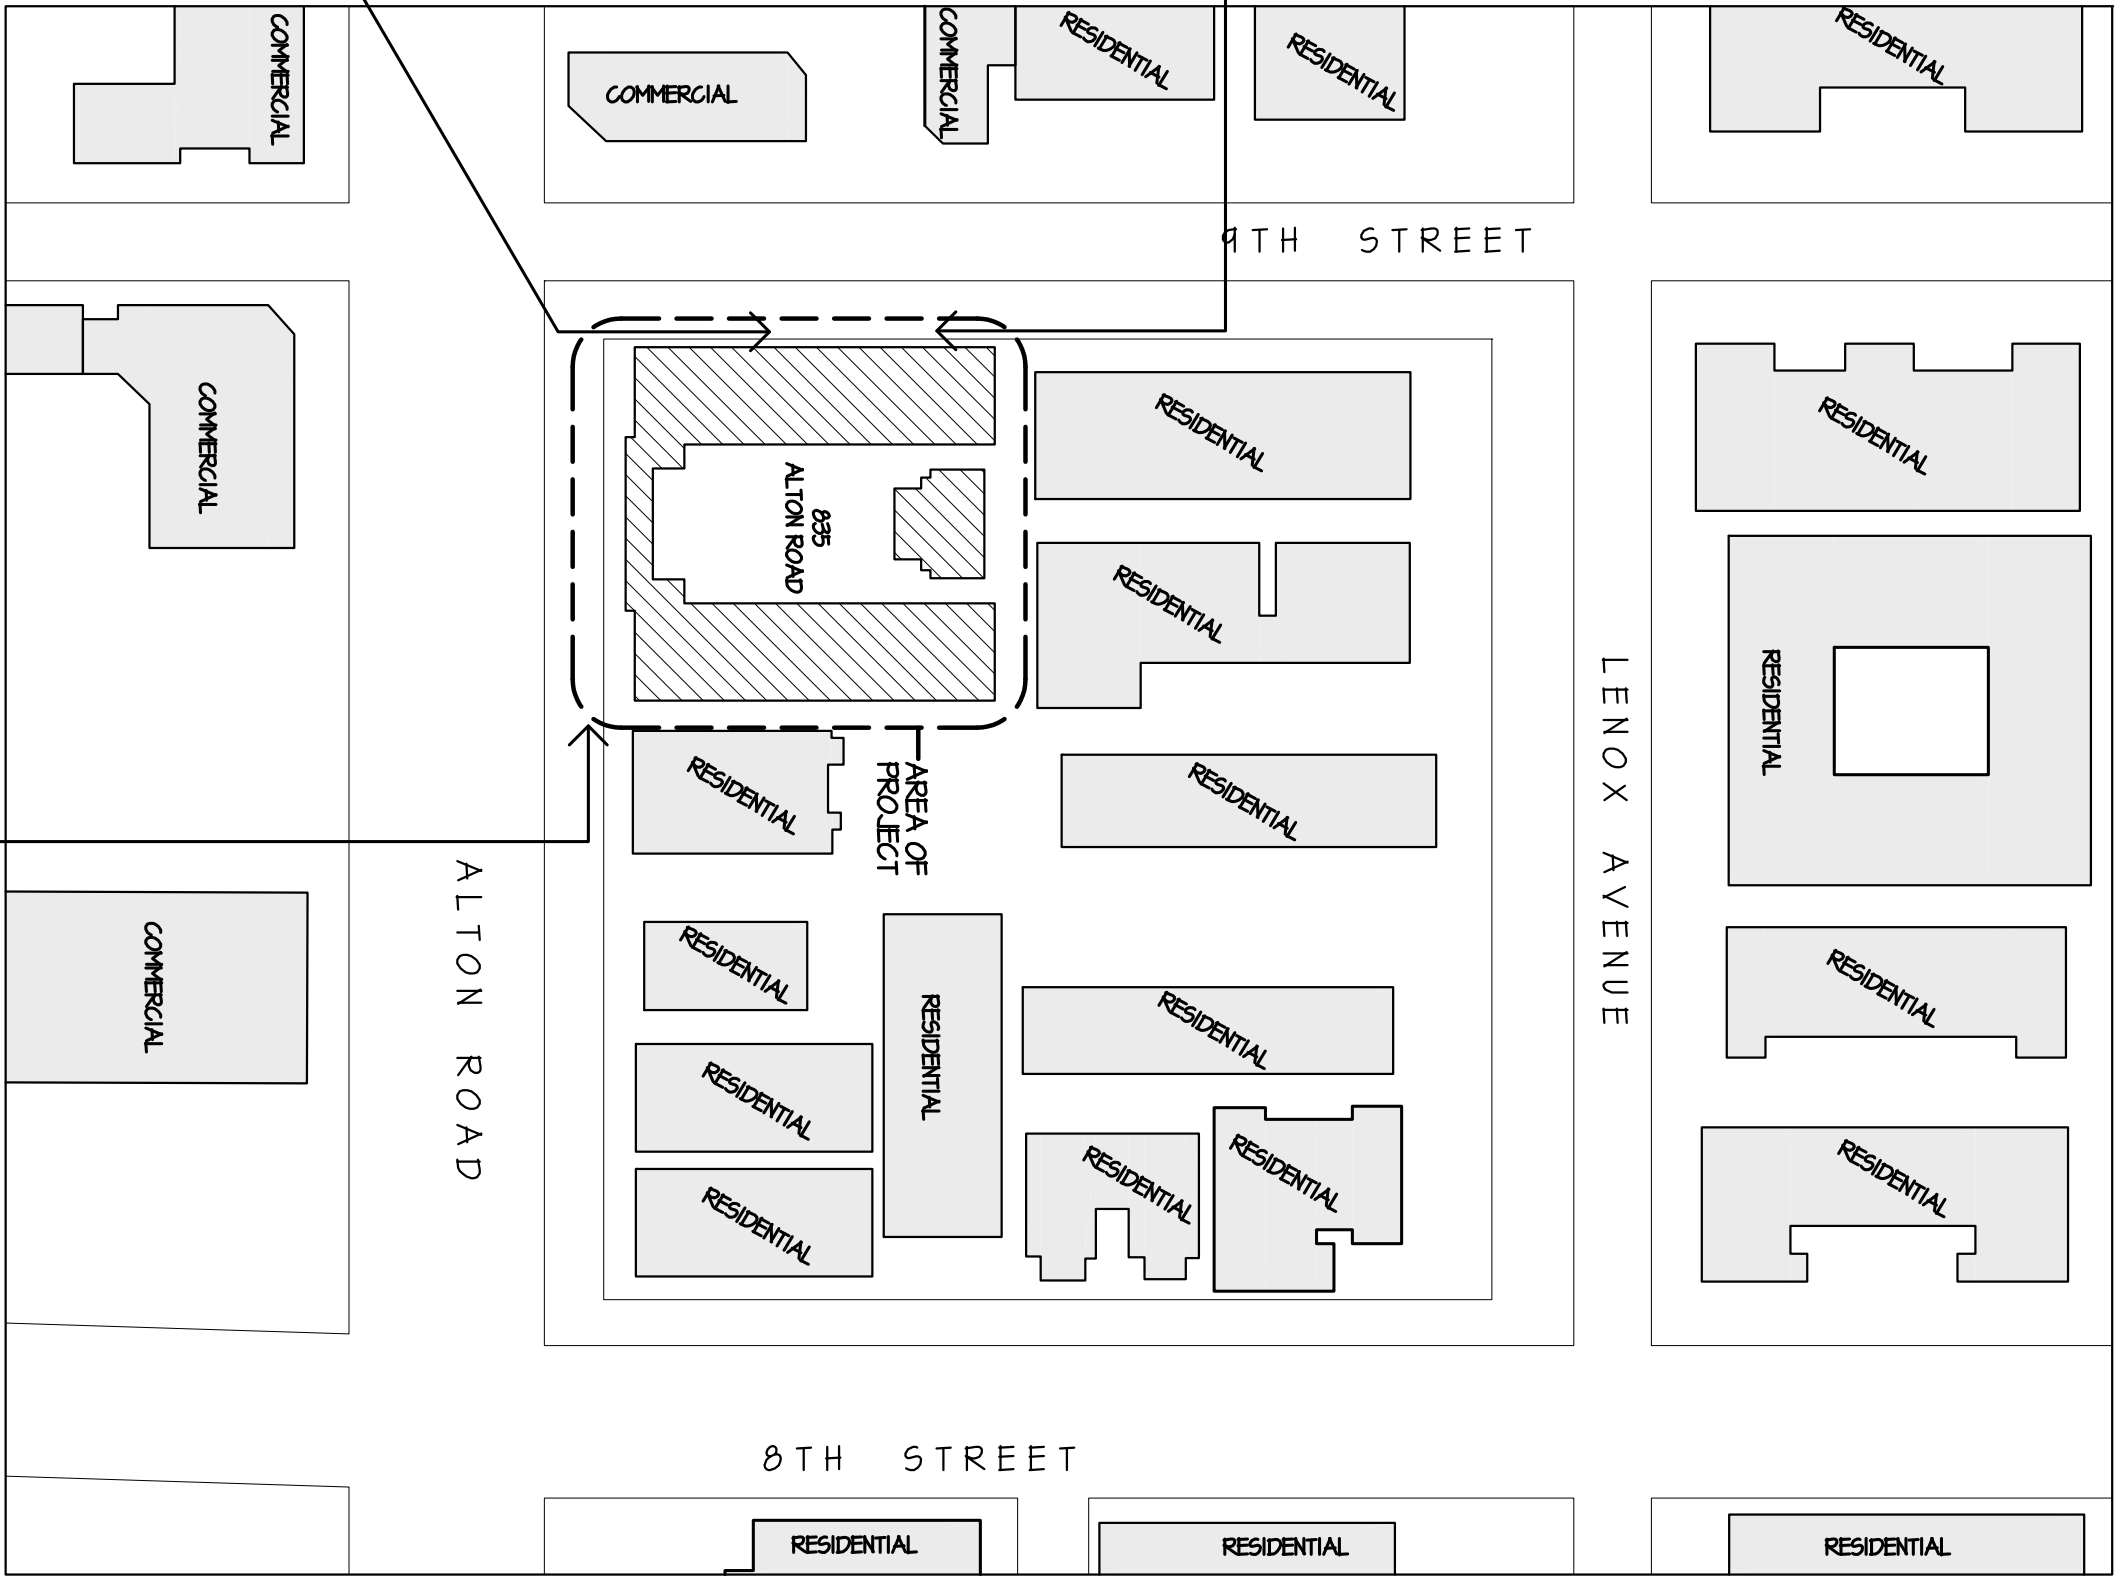 COMMERCIAL
COMMERCIAL
COMMERCIAL
RESIDENTIAL
RESIDENTIAL
RESIDENTIAL
9TH STREET
COMMERCIAL
835
ALTON ROAD
RESIDENTIAL
RESIDENTIAL
RESIDENTIAL
RESIDENTIAL
LENOX AVENUE
RESIDENTIAL
AREA OF
PROJECT
RESIDENTIAL
COMMERCIAL
ALTON ROAD
RESIDENTIAL
RESIDENTIAL
RESIDENTIAL
RESIDENTIAL
RESIDENTIAL
RESIDENTIAL
RESIDENTIAL
RESIDENTIAL
RESIDENTIAL
RESIDENTIAL
8TH STREET
RESIDENTIAL
RESIDENTIAL
RESIDENTIAL